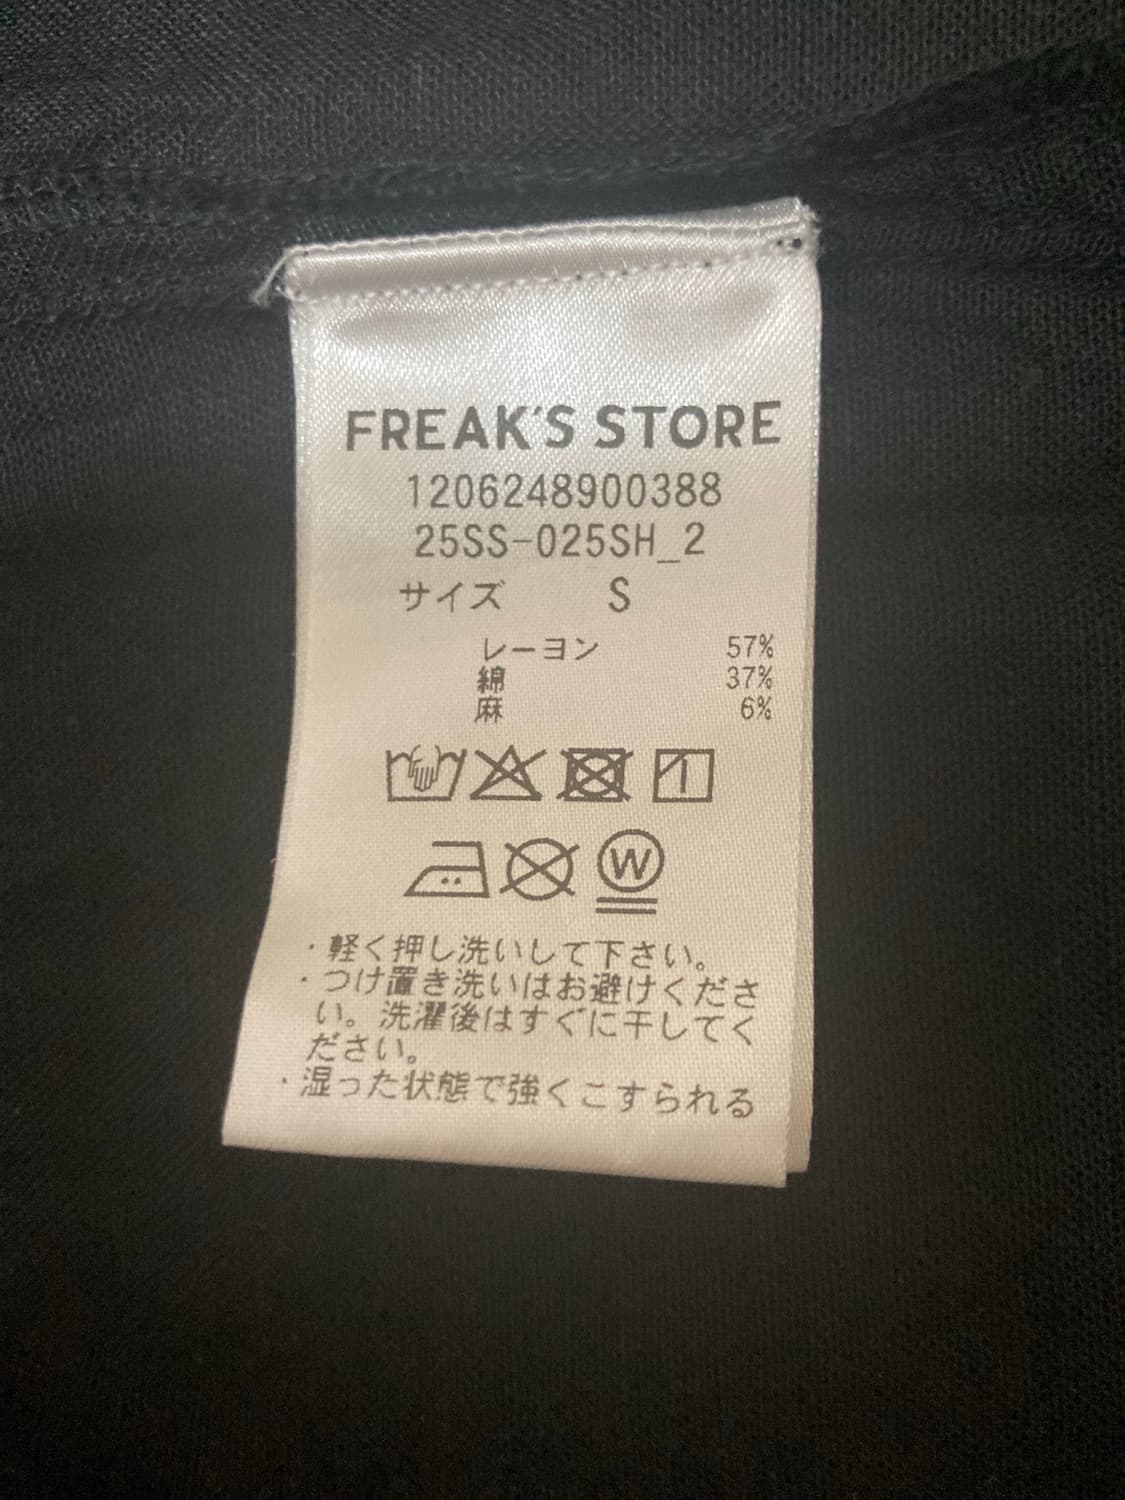 FREAK'S STORE
1206248900388
25SS-025SH_2
サイズ S
レーヨン 57%
綿 37%
麻 6%
W
・軽く押し洗いして下さい。
・つけ置き洗いはお避けくださ
い。洗濯後はすぐに干してく
ださい。
・湿った状態で強くこすられる